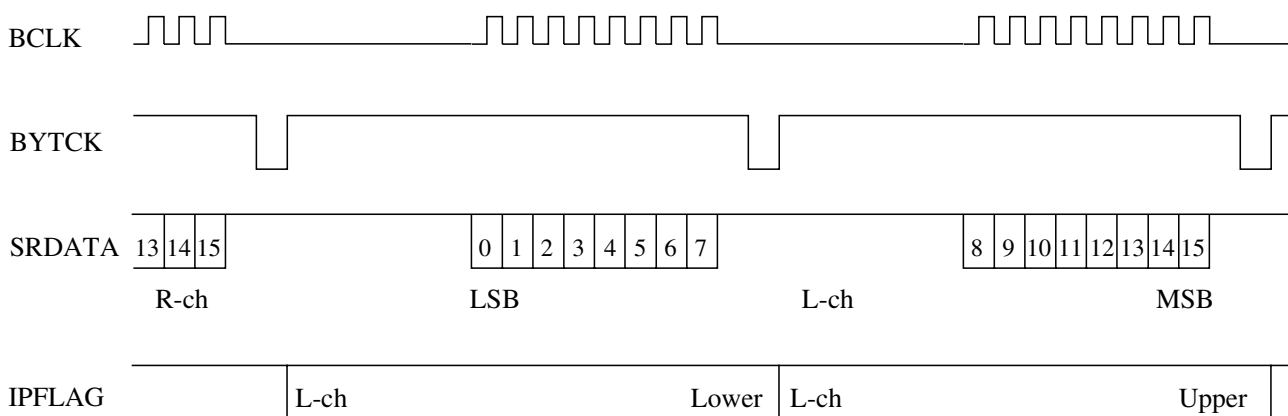 BCLK
BYTCK
SRDATA 13 14 15 0 1 2 3 4 5 6 7 8 9 10 11 12 13 14 15
R-ch LSB L-ch MSB
IPFLAG L-ch Lower L-ch Upper